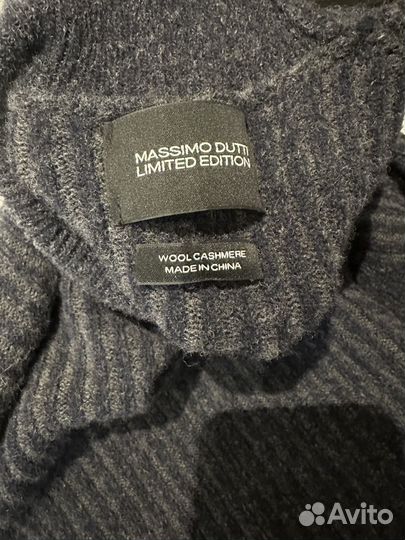 MASSIMO DUTTI
LIMITED EDITION
WOOL CASHMERE
MADE IN CHINA
Avito